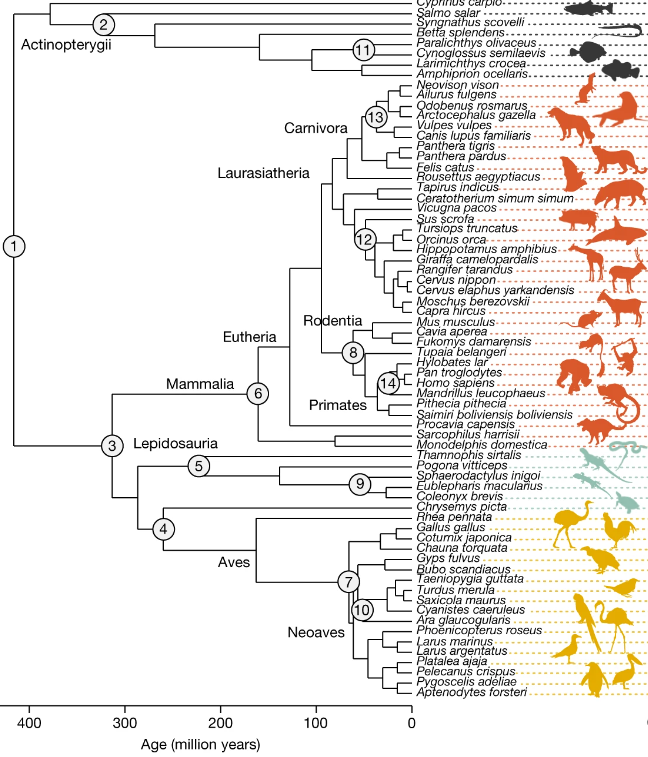 Cyprinus carpio
Salmo salar
Syngnathus scovelli
2
Betta splendens
Actinopterygii
Paralichthys olivaceus
11
Cynoglossus semilaevis
Larimichthys crocea
Amphiprion ocellaris
Neovison vison
Ailurus fulgens
Odobenus rosmarus
13
Arctocephalus gazella
Carnivora
Vulpes vulpes
Canis lupus familiaris
Panthera tigris
Panthera pardus
Laurasiatheria
Felis catus
Rousettus aegyptiacus
Tapirus indicus
Ceratotherium simum simum
Vicugna pacos
Sus scrofa
Tursiops truncatus
12
Orcinus orca
1
Hippopotamus amphibius
Giraffa camelopardalis
Rangifer tarandus
Cervus nippon
Cervus elaphus yarkandensis
Moschus berezovskii
Capra hircus
Rodentia
Mus musculus
Cavia aperea
Eutheria
Fukomys damarensis
8
Tupaia belangeri
Hylobates lar
Pan troglodytes
14
Homo sapiens
Mammalia
6
Mandrillus leucophaeus
Primates
Pithecia pithecia
Saimiri boliviensis boliviensis
Procavia capensis
Sarcophilus harrisii
3
Lepidosauria
Monodelphis domestica
Thamnophis sirtalis
5
Pogona vitticeps
Sphaerodactylus inigoi
9
Eublepharis macularius
Coleonyx brevis
Chrysemys picta
Rhea pennata
4
Gallus gallus
Coturnix japonica
Chauna torquata
Aves
Gyps fulvus
Bubo scandiacus
7
Taeniopygia guttata
Turdus merula
Saxicola maurus
10
Cyanistes caeruleus
Ara glaucogularis
Neoaves
Phoenicopterus roseus
Larus marinus
Larus argentatus
Platalea ajaja
Pelecanus crispus
Pygoscelis adeliae
Aptenodytes forsteri
400 300 200 100 0 0
Age (million years)